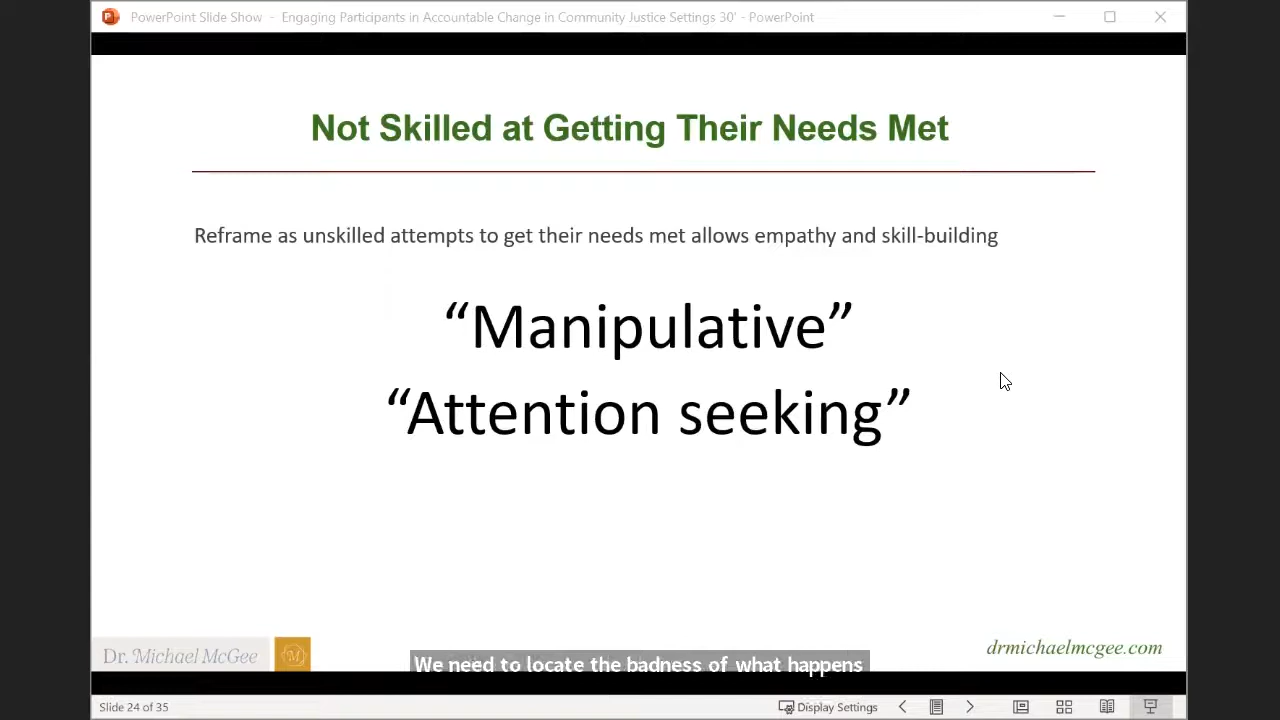 PowerPoint Slide Show - Engaging Participants in Accountable Change in Community Justice Settings 30' - PowerPoint
Not Skilled at Getting Their Needs Met
Reframe as unskilled attempts to get their needs met allows empathy and skill-building
“Manipulative”
“Attention seeking”
Dr. Michael McGee
M
drmichaelmcgee.com
We need to locate the badness of what happens
Slide 24 of 35
Display Settings